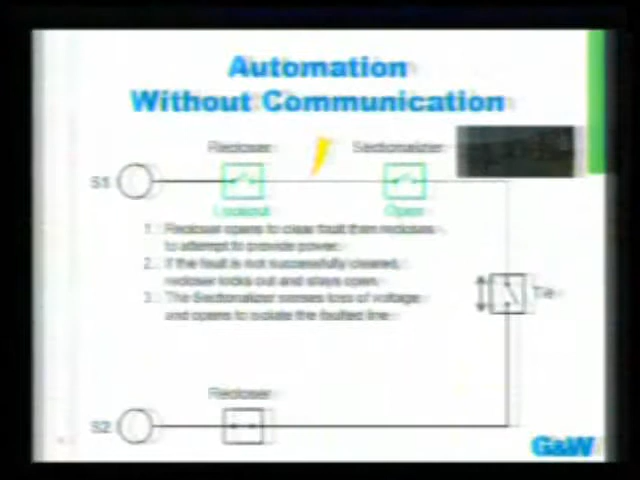 Automation
Without Communication
Recloser
Sectionalizer
S1
Lockout
Open
1. Recloser opens to clear fault then recloses
to attempt to provide power.
2. If the fault is not successfully cleared,
recloser locks out and stays open.
3. The Sectionalizer senses loss of voltage
and opens to isolate the faulted line.
Tie
Recloser
S2
G&W